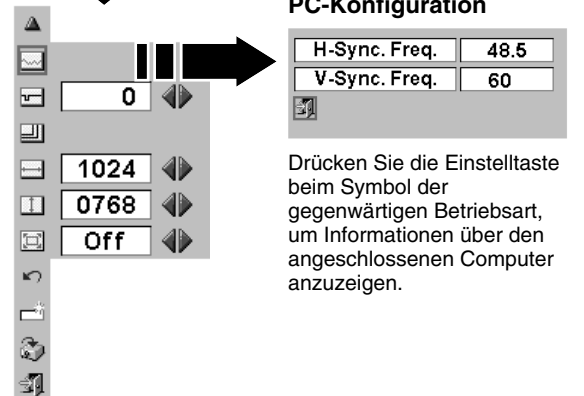 PC-Konfiguration
H-Sync. Freq. 48.5
V-Sync. Freq. 60
0
1024
0768
Off
Drücken Sie die Einstelltaste
beim Symbol der
gegenwärtigen Betriebsart,
um Informationen über den
angeschlossenen Computer
anzuzeigen.